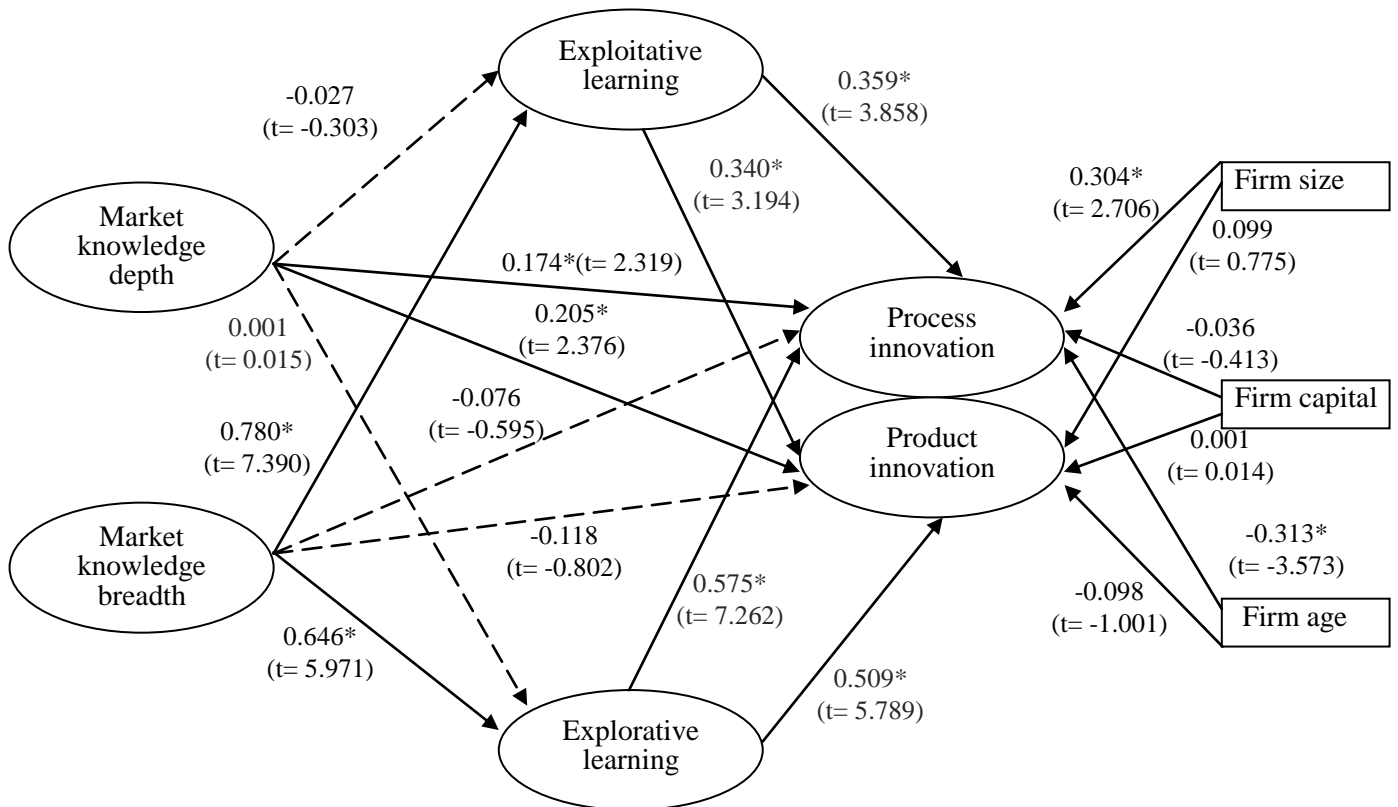 Exploitative
learning
0.359*
(t= 3.858)
-0.027
(t= -0.303)
0.340*
(t= 3.194)
0.304*
(t= 2.706)
Firm size
Market
knowledge
depth
0.174*(t= 2.319)
0.099
(t= 0.775)
0.205*
(t= 2.376)
0.001
(t= 0.015)
Process
innovation
-0.036
(t= -0.413)
-0.076
(t= -0.595)
Firm capital
0.780*
(t= 7.390)
Product
innovation
0.001
(t= 0.014)
Market
knowledge
breadth
-0.118
(t= -0.802)
-0.313*
(t= -3.573)
0.575*
(t= 7.262)
-0.098
(t= -1.001)
Firm age
0.646*
(t= 5.971)
0.509*
(t= 5.789)
Explorative
learning